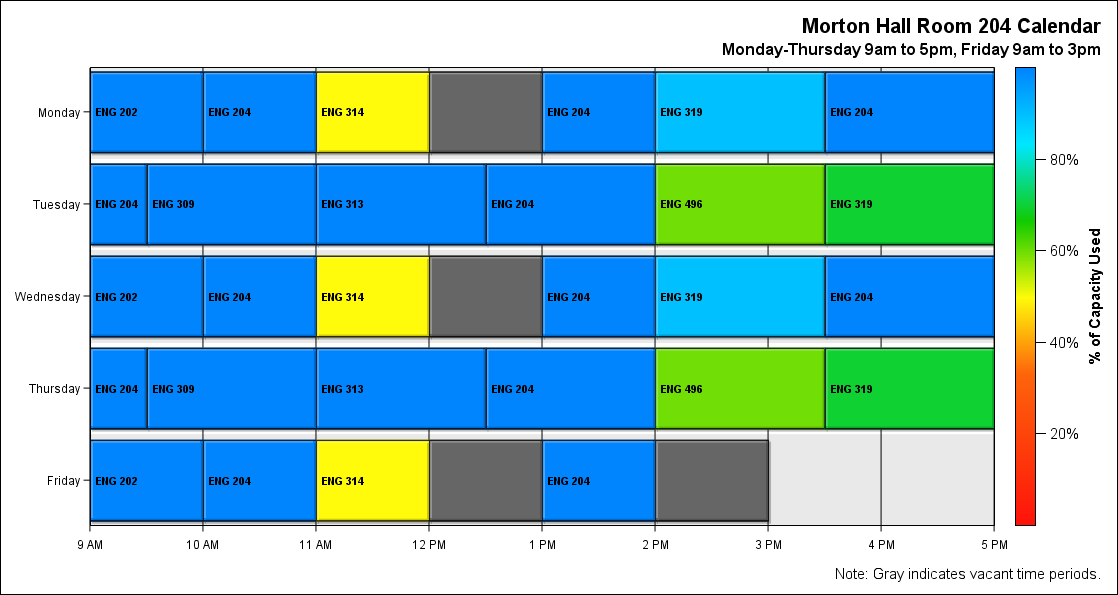 Morton Hall Room 204 Calendar
Monday-Thursday 9am to 5pm, Friday 9am to 3pm
Monday ENG 202 ENG 204 ENG 314 ENG 204 ENG 319 ENG 204
80%
Tuesday ENG 204 ENG 309 ENG 313 ENG 204 ENG 496 ENG 319
60%
Wednesday ENG 202 ENG 204 ENG 314 ENG 204 ENG 319 ENG 204
% of Capacity Used
40%
Thursday ENG 204 ENG 309 ENG 313 ENG 204 ENG 496 ENG 319
20%
Friday ENG 202 ENG 204 ENG 314 ENG 204
9 AM 10 AM 11 AM 12 PM 1 PM 2 PM 3 PM 4 PM 5 PM
Note: Gray indicates vacant time periods.